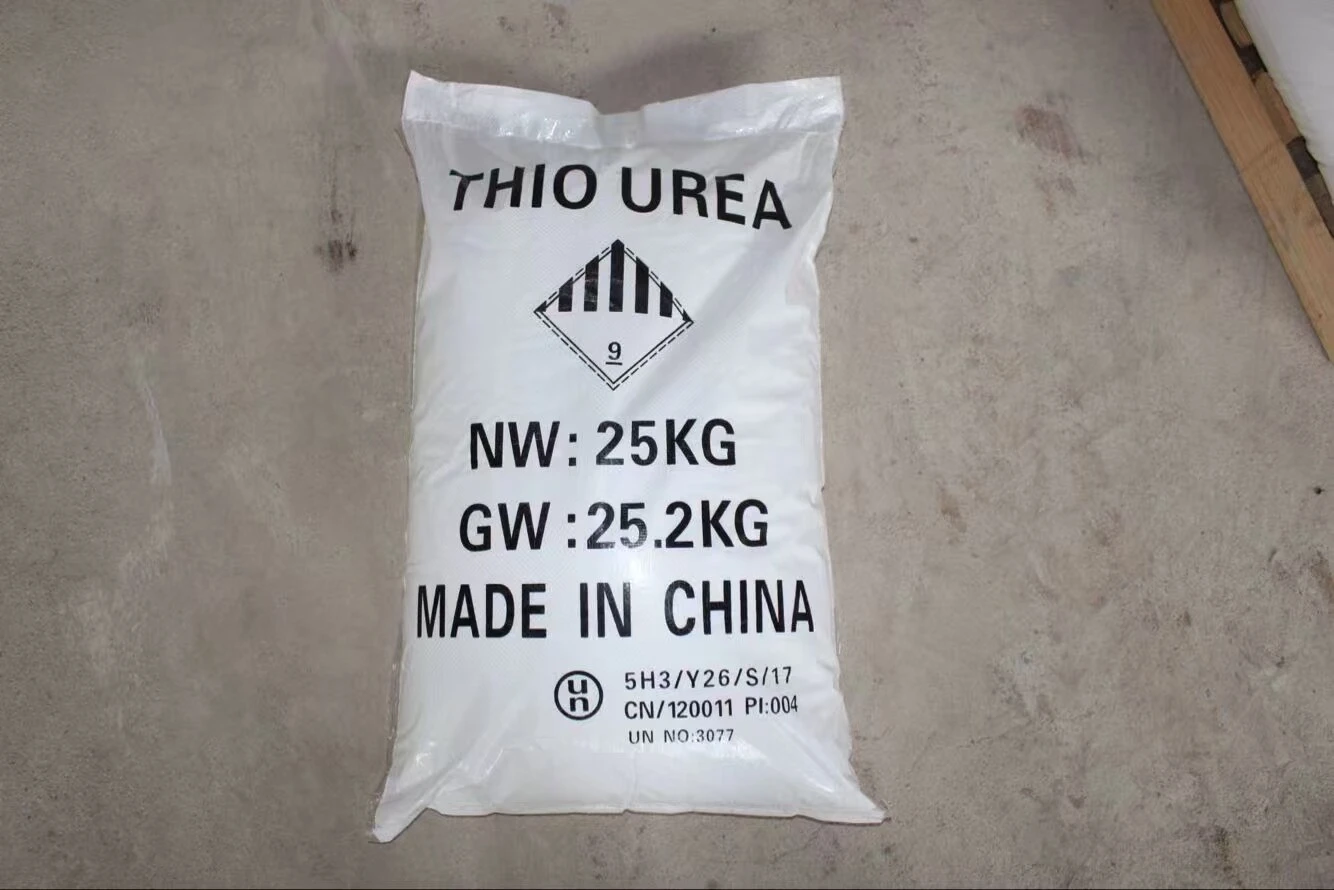 THIO UREA
9
NW: 25KG
GW:25.2KG
MADE IN CHINA
un
5H3/Y26/S/17
CN/120011 PI:004
UN NO:3077